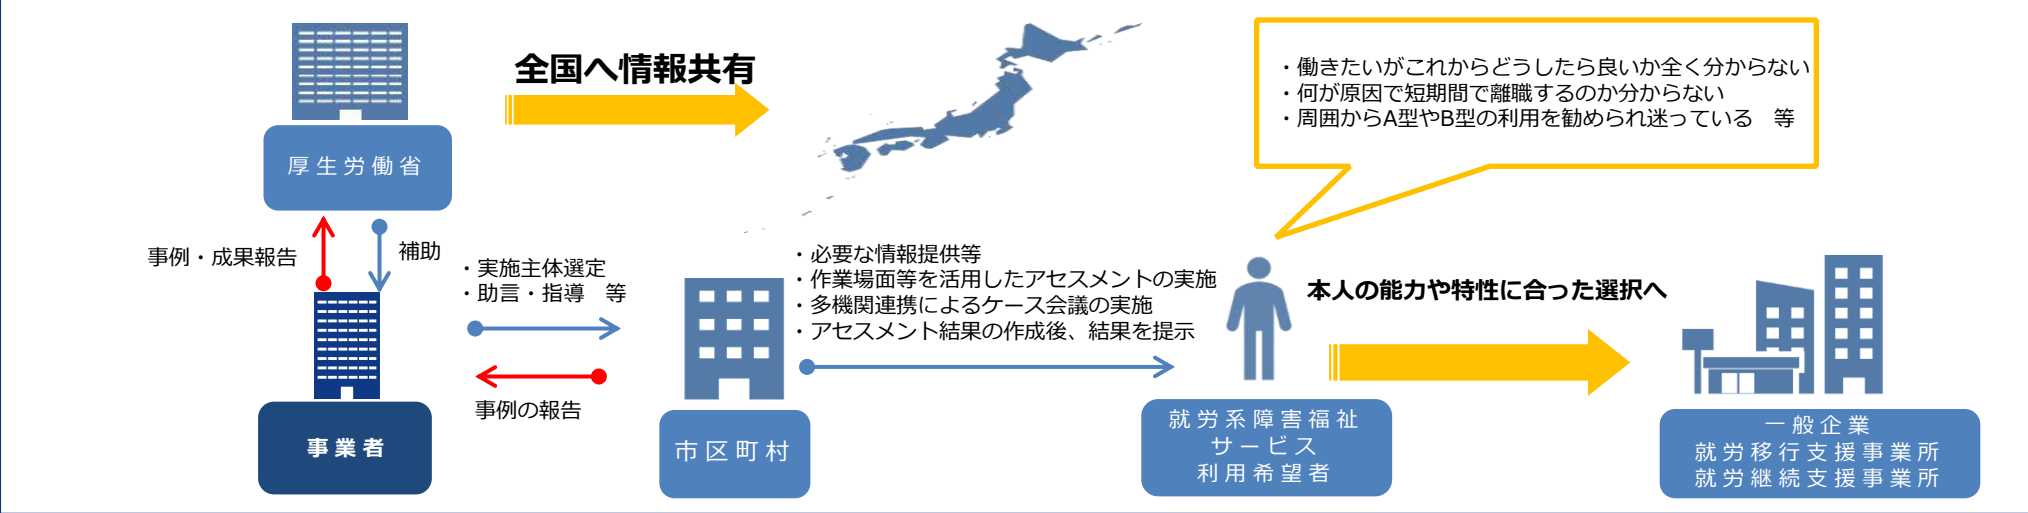 全国へ情報共有
・働きたいがこれからどうしたら良いか全く分からない
・何が原因で短期間で離職するのか分からない
・周囲からA型やB型の利用を勧められ迷っている　等
厚生労働省
事例・成果報告
補助
・実施主体選定
・助言・指導　等
・必要な情報提供等
・作業場面等を活用したアセスメントの実施
・多機関連携によるケース会議の実施
・アセスメント結果の作成後、結果を提示
本人の能力や特性に合った選択へ
事例の報告
事業者
市区町村
就労系障害福祉
サービス
利用希望者
一般企業
就労移行支援事業所
就労継続支援事業所